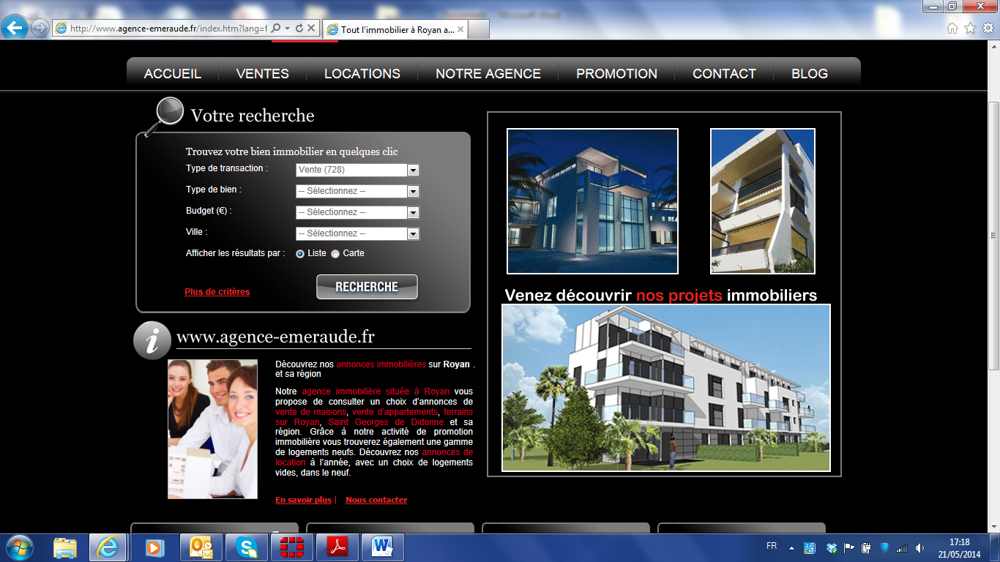 http://www.agence-emeraude.fr/index.htm?lang=f
Tout l'immobilier à Royan a...
ACCUEIL VENTES LOCATIONS NOTRE AGENCE PROMOTION CONTACT BLOG
Votre recherche
Trouvez votre bien immobilier en quelques clic
Type de transaction : Vente (728)
Type de bien : -- Sélectionnez --
Budget (€) : -- Sélectionnez --
Ville : -- Sélectionnez --
Afficher les résultats par : Liste Carte
Plus de critères RECHERCHE
Venez découvrir nos projets immobiliers
i www.agence-emeraude.fr
Découvrez nos annonces immobilières sur Royan .
et sa région
Notre agence immobilière située à Royan vous
propose de consulter un choix d'annonces de
vente de maisons, vente d'appartements, terrains
sur Royan, Saint Georges de Didonne et sa
région. Grâce à notre activité de promotion
immobilière vous trouverez également une gamme
de logements neufs. Découvrez nos annonces de
location à l'année, avec un choix de logements
vides, dans le neuf.
En savoir plus | Nous contacter
FR 17:18
21/05/2014